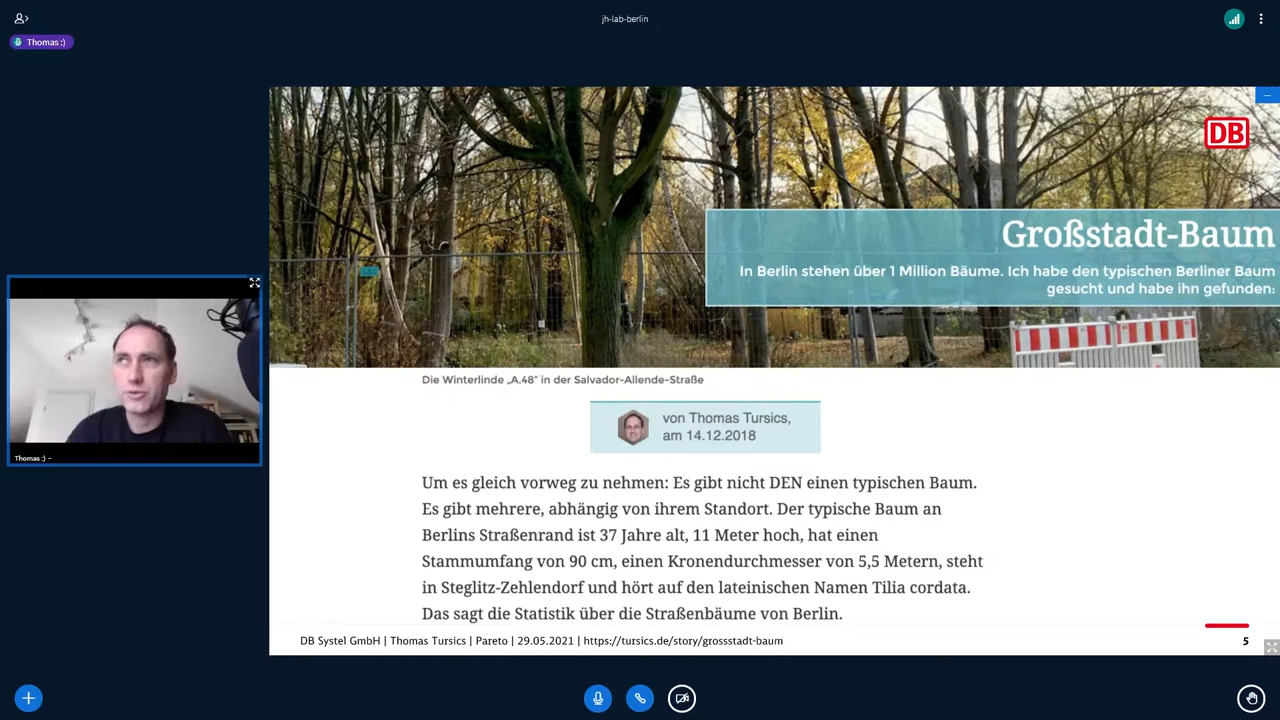 jh-lab-berlin
Thomas :)
DB
Großstadt-Baum
In Berlin stehen über 1 Million Bäume. Ich habe den typischen Berliner Baum
gesucht und habe ihn gefunden:
Die Winterlinde „A.48" in der Salvador-Allende-Straße
von Thomas Tursics,
am 14.12.2018
Thomas :) –
Um es gleich vorweg zu nehmen: Es gibt nicht DEN einen typischen Baum.
Es gibt mehrere, abhängig von ihrem Standort. Der typische Baum an
Berlins Straßenrand ist 37 Jahre alt, 11 Meter hoch, hat einen
Stammumfang von 90 cm, einen Kronendurchmesser von 5,5 Metern, steht
in Steglitz-Zehlendorf und hört auf den lateinischen Namen Tilia cordata.
Das sagt die Statistik über die Straßenbäume von Berlin.
DB Systel GmbH | Thomas Tursics | Pareto | 29.05.2021 | https://tursics.de/story/grossstadt-baum
5